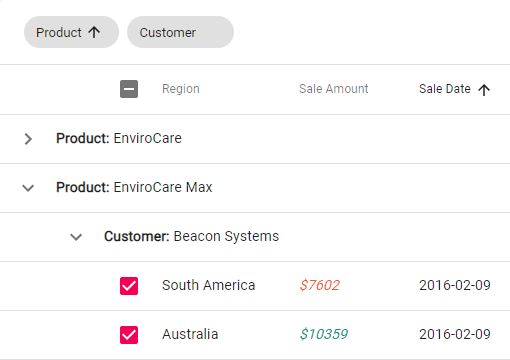 Product Customer
Region Sale Amount Sale Date
Product: EnviroCare
Product: EnviroCare Max
Customer: Beacon Systems
South America $7602 2016-02-09
Australia $10359 2016-02-09